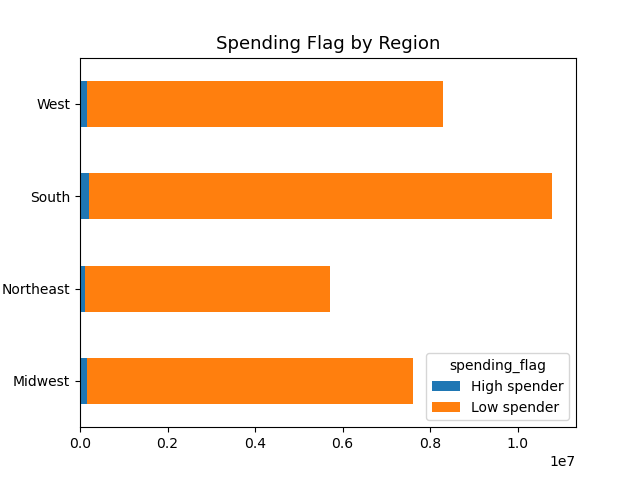 Spending Flag by Region
West
South
Northeast
Midwest
spending_flag
High spender
Low spender
0.0 0.2 0.4 0.6 0.8 1.0
1e7